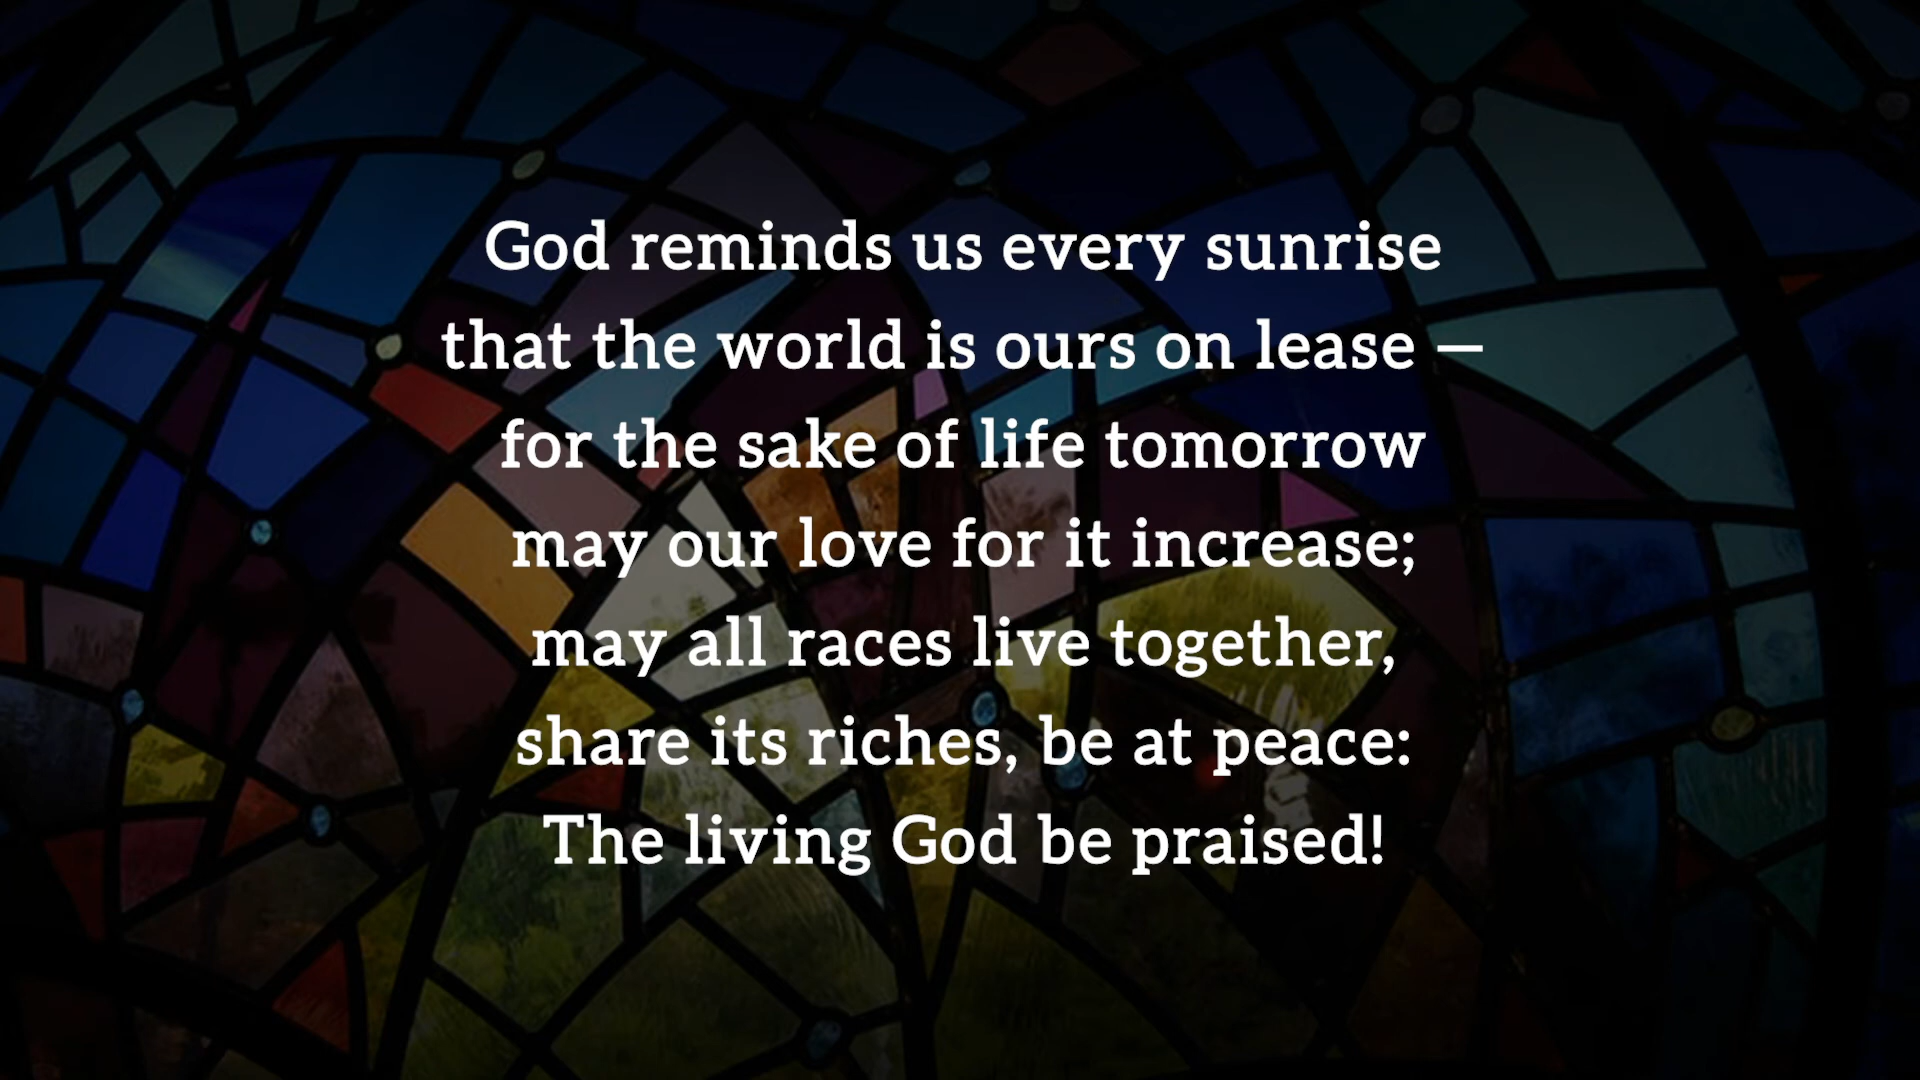 God reminds us every sunrise
that the world is ours on lease —
for the sake of life tomorrow
may our love for it increase;
may all races live together,
share its riches, be at peace:
The living God be praised!